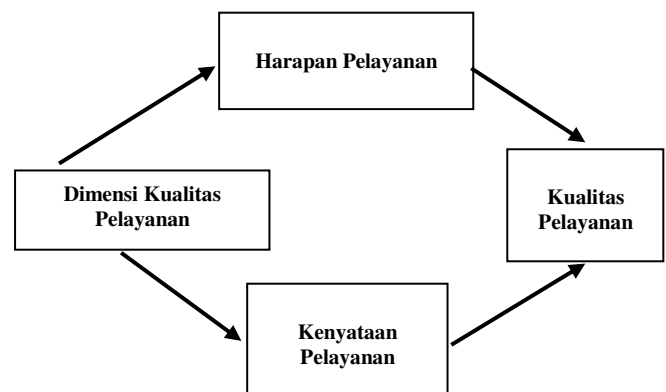 Harapan Pelayanan
Dimensi Kualitas
Pelayanan
Kualitas
Pelayanan
Kenyataan
Pelayanan